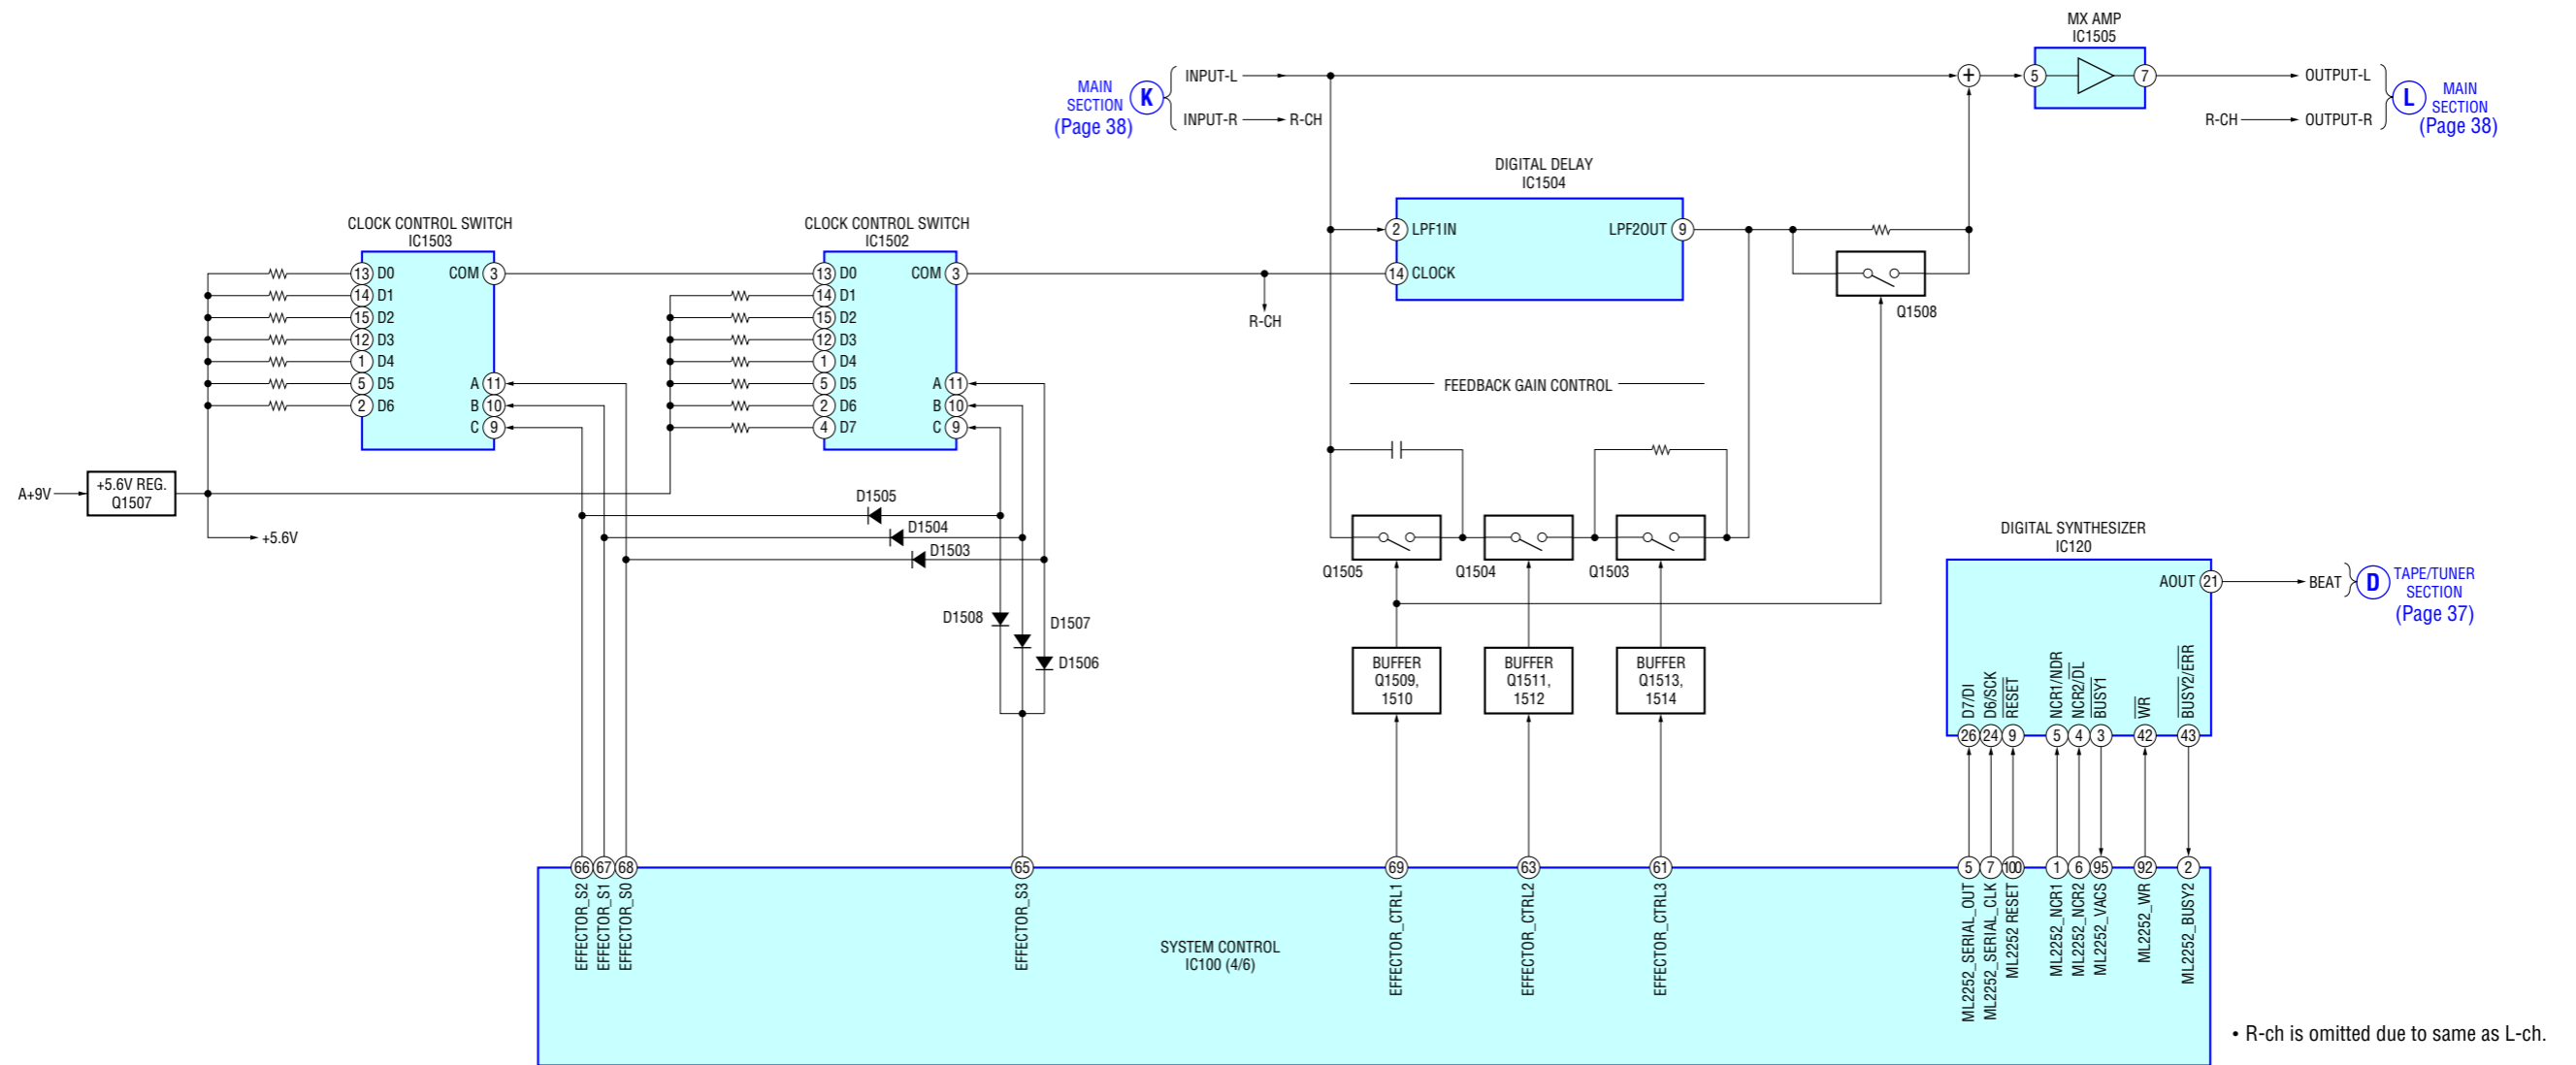 MX AMP
IC1505
MAIN
SECTION
(Page 38)
K
INPUT-L
INPUT-R
R-CH
+
5
7
OUTPUT-L
R-CH
OUTPUT-R
L
MAIN
SECTION
(Page 38)
DIGITAL DELAY
IC1504
2 LPF1IN
LPF2OUT 9
14 CLOCK
R-CH
Q1508
CLOCK CONTROL SWITCH
IC1503
13 D0
14 D1
15 D2
12 D3
1 D4
5 D5
2 D6
COM 3
A 11
B 10
C 9
CLOCK CONTROL SWITCH
IC1502
13 D0
14 D1
15 D2
12 D3
1 D4
5 D5
2 D6
4 D7
COM 3
A 11
B 10
C 9
FEEDBACK GAIN CONTROL
A+9V
+5.6V REG.
Q1507
+5.6V
D1505
D1504
D1503
D1508
D1507
D1506
Q1505
Q1504
Q1503
BUFFER
Q1509,
1510
BUFFER
Q1511,
1512
BUFFER
Q1513,
1514
DIGITAL SYNTHESIZER
IC120
AOUT 21
BEAT
D
TAPE/TUNER
SECTION
(Page 37)
D7/DI
D6/SCK
RESET
NCR1/NDR
NCR2/DL
BUSY1
WR
BUSY2/ERR
26 24 9 5 4 3 42 43
66 67 68 65 69 63 61 5 7 100 1 6 95 92 2
EFFECTOR_S2
EFFECTOR_S1
EFFECTOR_S0
EFFECTOR_S3
EFFECTOR_CTRL1
EFFECTOR_CTRL2
EFFECTOR_CTRL3
ML2252_SERIAL_OUT
ML2252_SERIAL_CLK
ML2252 RESET
ML2252_NCR1
ML2252_NCR2
ML2252_VACS
ML2252_WR
ML2252_BUSY2
SYSTEM CONTROL
IC100 (4/6)
• R-ch is omitted due to same as L-ch.